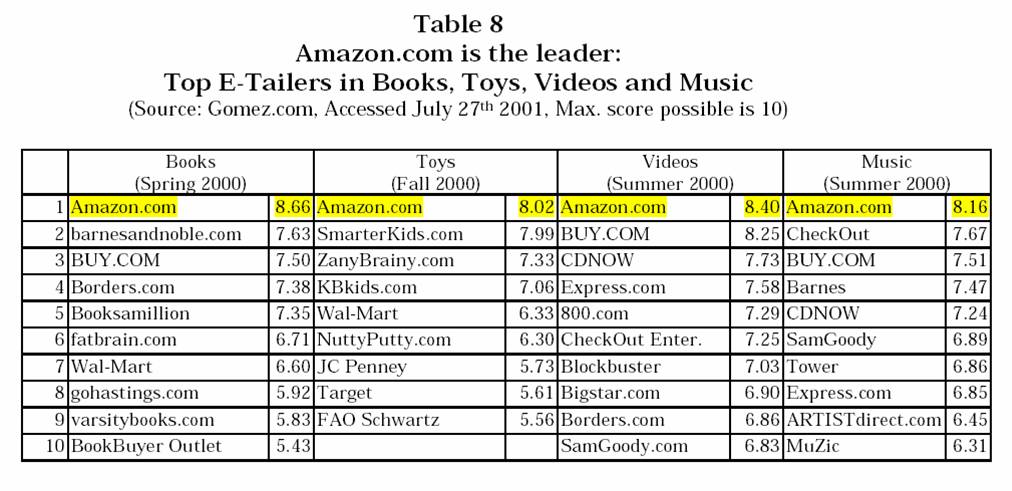 Table 8
Amazon.com is the leader:
Top E-Tailers in Books, Toys, Videos and Music
(Source: Gomez.com, Accessed July 27th 2001, Max. score possible is 10)
Books Toys Videos Music
(Spring 2000) (Fall 2000) (Summer 2000) (Summer 2000)
1 Amazon.com 8.66 Amazon.com 8.02 Amazon.com 8.40 Amazon.com 8.16
2 barnesandnoble.com 7.63 SmarterKids.com 7.99 BUY.COM 8.25 CheckOut 7.67
3 BUY.COM 7.50 ZanyBrainy.com 7.33 CDNOW 7.73 BUY.COM 7.51
4 Borders.com 7.38 KBkids.com 7.06 Express.com 7.58 Barnes 7.47
5 Booksamillion 7.35 Wal-Mart 6.33 800.com 7.29 CDNOW 7.24
6 fatbrain.com 6.71 NuttyPutty.com 6.30 CheckOut Enter. 7.25 SamGoody 6.89
7 Wal-Mart 6.60 JC Penney 5.73 Blockbuster 7.03 Tower 6.86
8 gohastings.com 5.92 Target 5.61 Bigstar.com 6.90 Express.com 6.85
9 varsitybooks.com 5.83 FAO Schwartz 5.56 Borders.com 6.86 ARTISTdirect.com 6.45
10 BookBuyer Outlet 5.43 SamGoody.com 6.83 MuZic 6.31